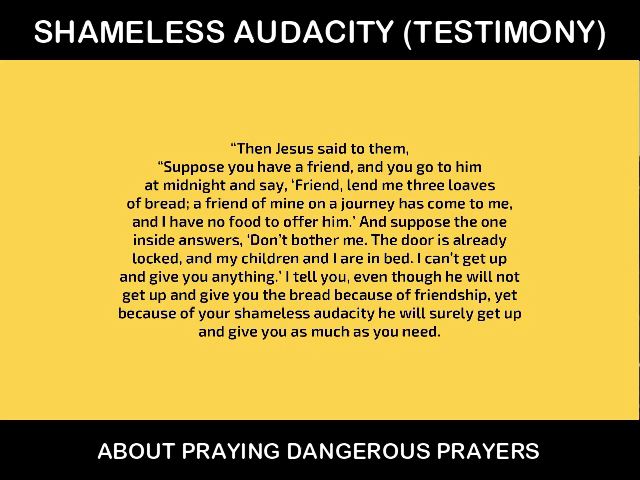 SHAMELESS AUDACITY (TESTIMONY)
“Then Jesus said to them,
“Suppose you have a friend, and you go to him
at midnight and say, ‘Friend, lend me three loaves
of bread; a friend of mine on a journey has come to me,
and I have no food to offer him.’ And suppose the one
inside answers, ‘Don’t bother me. The door is already
locked, and my children and I are in bed. I can’t get up
and give you anything.’ I tell you, even though he will not
get up and give you the bread because of friendship, yet
because of your shameless audacity he will surely get up
and give you as much as you need.
ABOUT PRAYING DANGEROUS PRAYERS